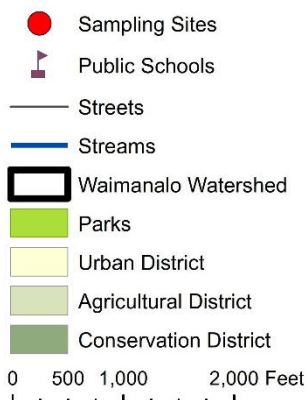 Sampling Sites
Public Schools
Streets
Streams
Waimanalo Watershed
Parks
Urban District
Agricultural District
Conservation District
0 500 1,000 2,000 Feet